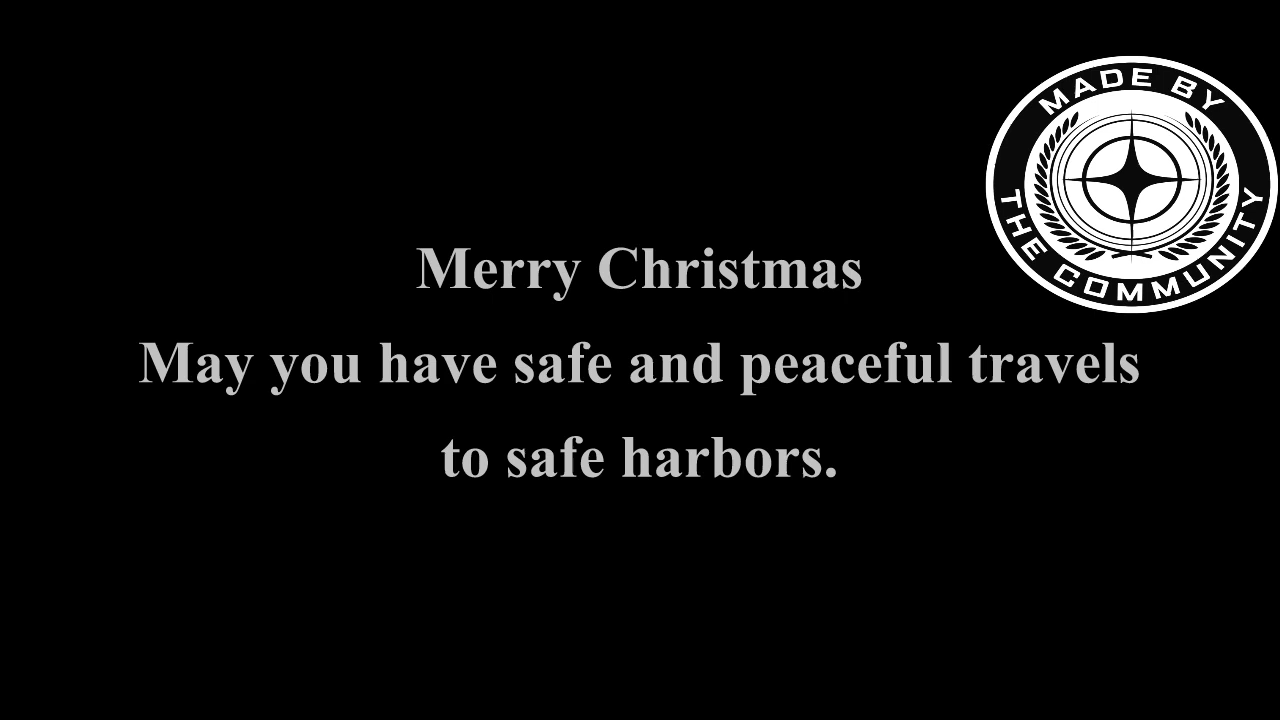 MADE BY
THE COMMUNITY
Merry Christmas
May you have safe and peaceful travels
to safe harbors.